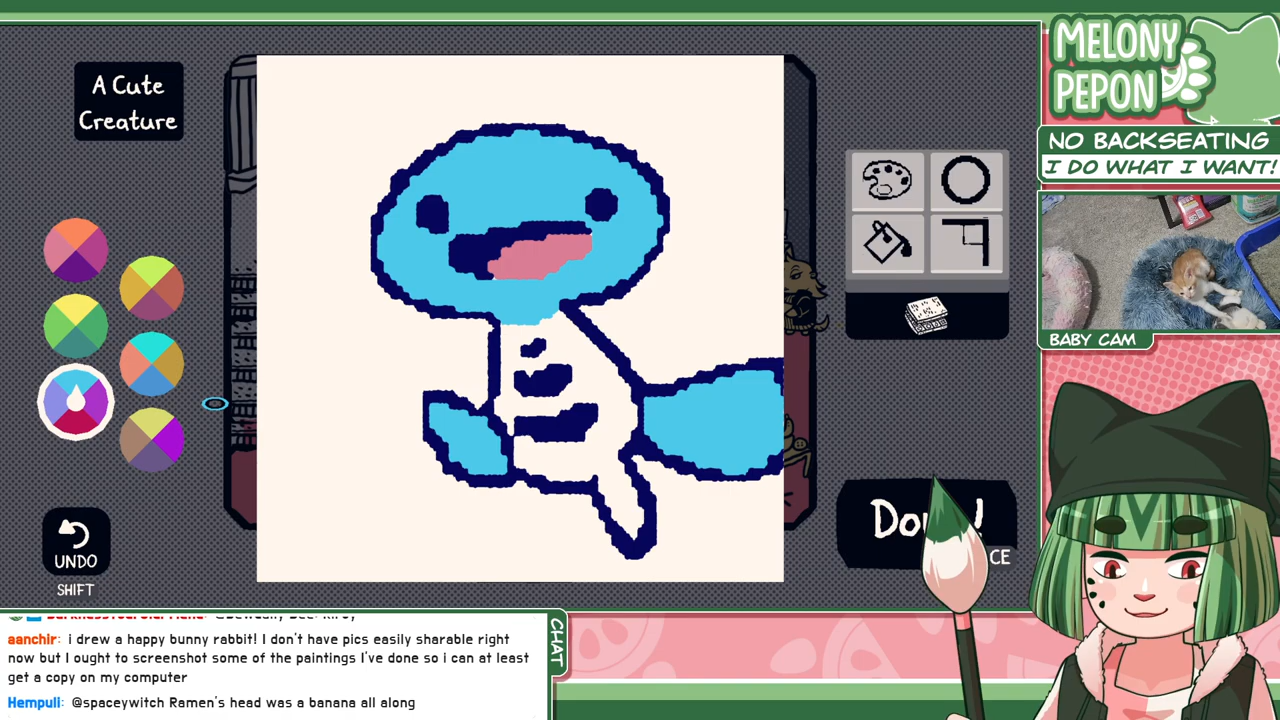 A Cute
Creature
MELONY
PEPON
NO BACKSEATING
I DO WHAT I WANT!
BABY CAM
UNDO
SHIFT
CE
CHAT
aanchir: i drew a happy bunny rabbit! I don't have pics easily sharable right
now but I ought to screenshot some of the paintings I've done so i can at least
get a copy on my computer
Hempuli: @spaceywitch Ramen's head was a banana all along